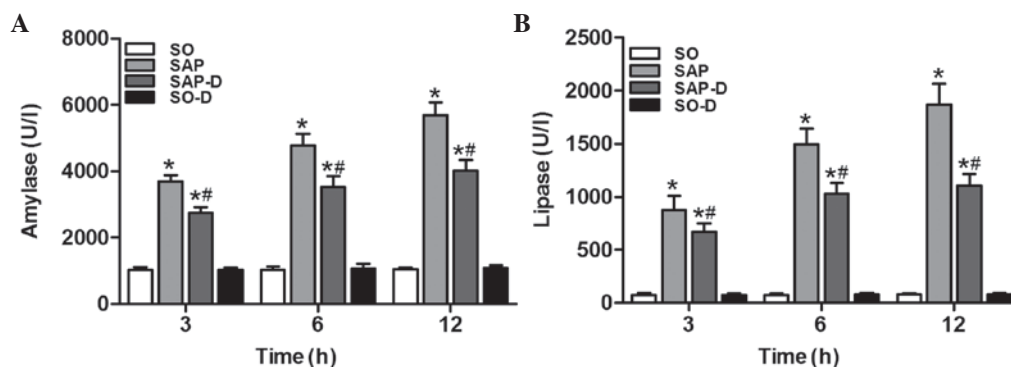 A
8000
6000
4000
2000
0
Amylase (U/l)
SO
SAP
SAP-D
SO-D
*
*#
*
*#
*
*#
3 6 12
Time (h)
B
2500
2000
1500
1000
500
0
Lipase (U/l)
SO
SAP
SAP-D
SO-D
*
*#
*
*#
*
*#
3 6 12
Time (h)